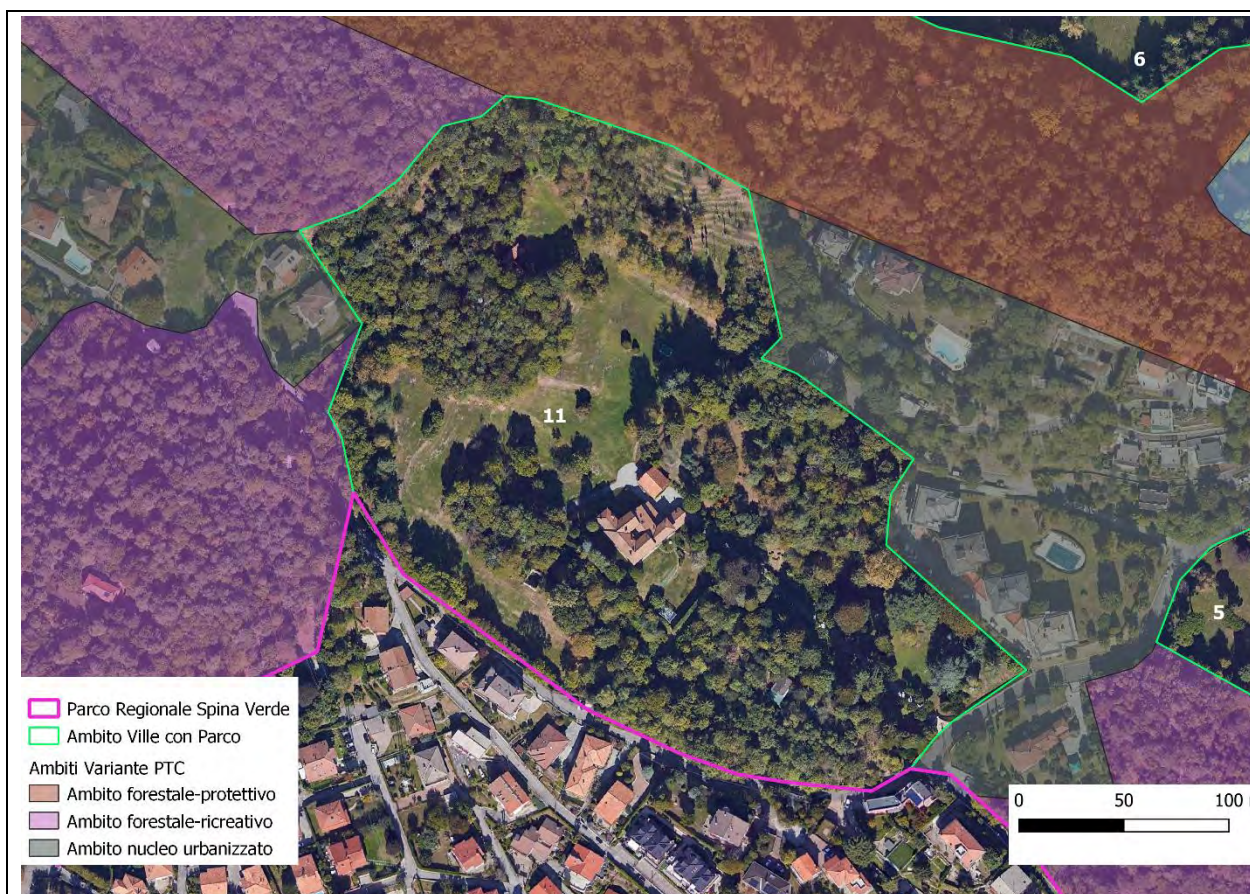 6
11
5
Parco Regionale Spina Verde
Ambito Ville con Parco
Ambiti Variante PTC
Ambito forestale-protettivo
Ambito forestale-ricreativo
Ambito nucleo urbanizzato
0 50 100